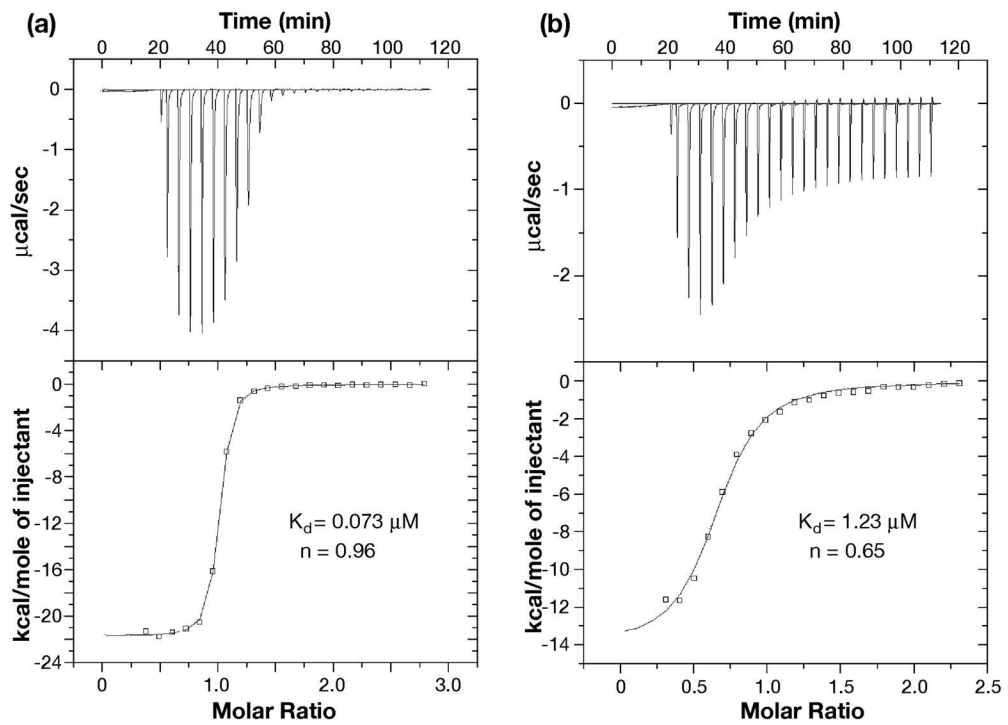 (a)
Time (min)
0 20 40 60 80 100 120
0
-1
-2
-3
-4
μcal/sec
0
-4
-8
-12
-16
-20
-24
kcal/mole of injectant
K_d = 0.073 μM
n = 0.96
0 1.0 2.0 3.0
Molar Ratio
(b)
Time (min)
0 20 40 60 80 100 120
0
-1
-2
μcal/sec
0
-2
-4
-6
-8
-10
-12
-14
kcal/mole of injectant
K_d = 1.23 μM
n = 0.65
0 0.5 1.0 1.5 2.0 2.5
Molar Ratio